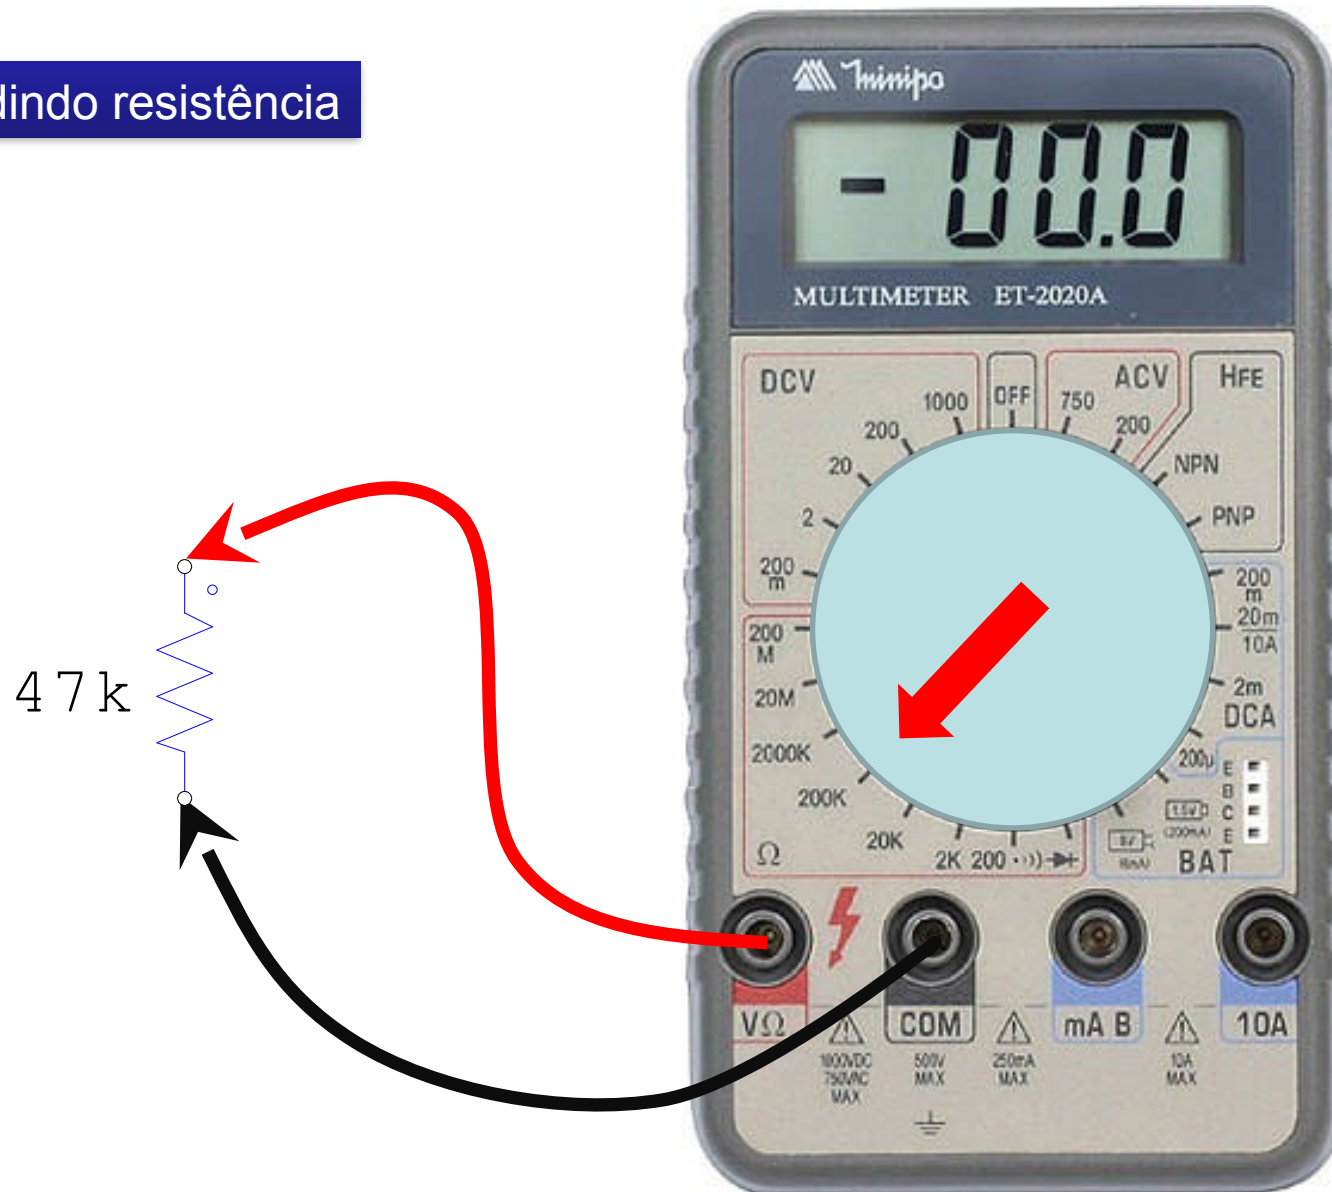 dindo resistência
minipa
- 00.0
MULTIMETER ET-2020A
DCV
1000
OFF
750
ACV
HFE
200
200
20
NPN
2
PNP
200
m
200
m
20m
10A
200
M
20M
2m
DCA
2000K
200µ
200K
20K
2K
200
Ω
E
B
C
E
1.5V
(200mA)
9V
BAT
47k
VΩ
COM
mA B
10A
1000VDC
750VAC
MAX
500V
MAX
250mA
MAX
10A
MAX